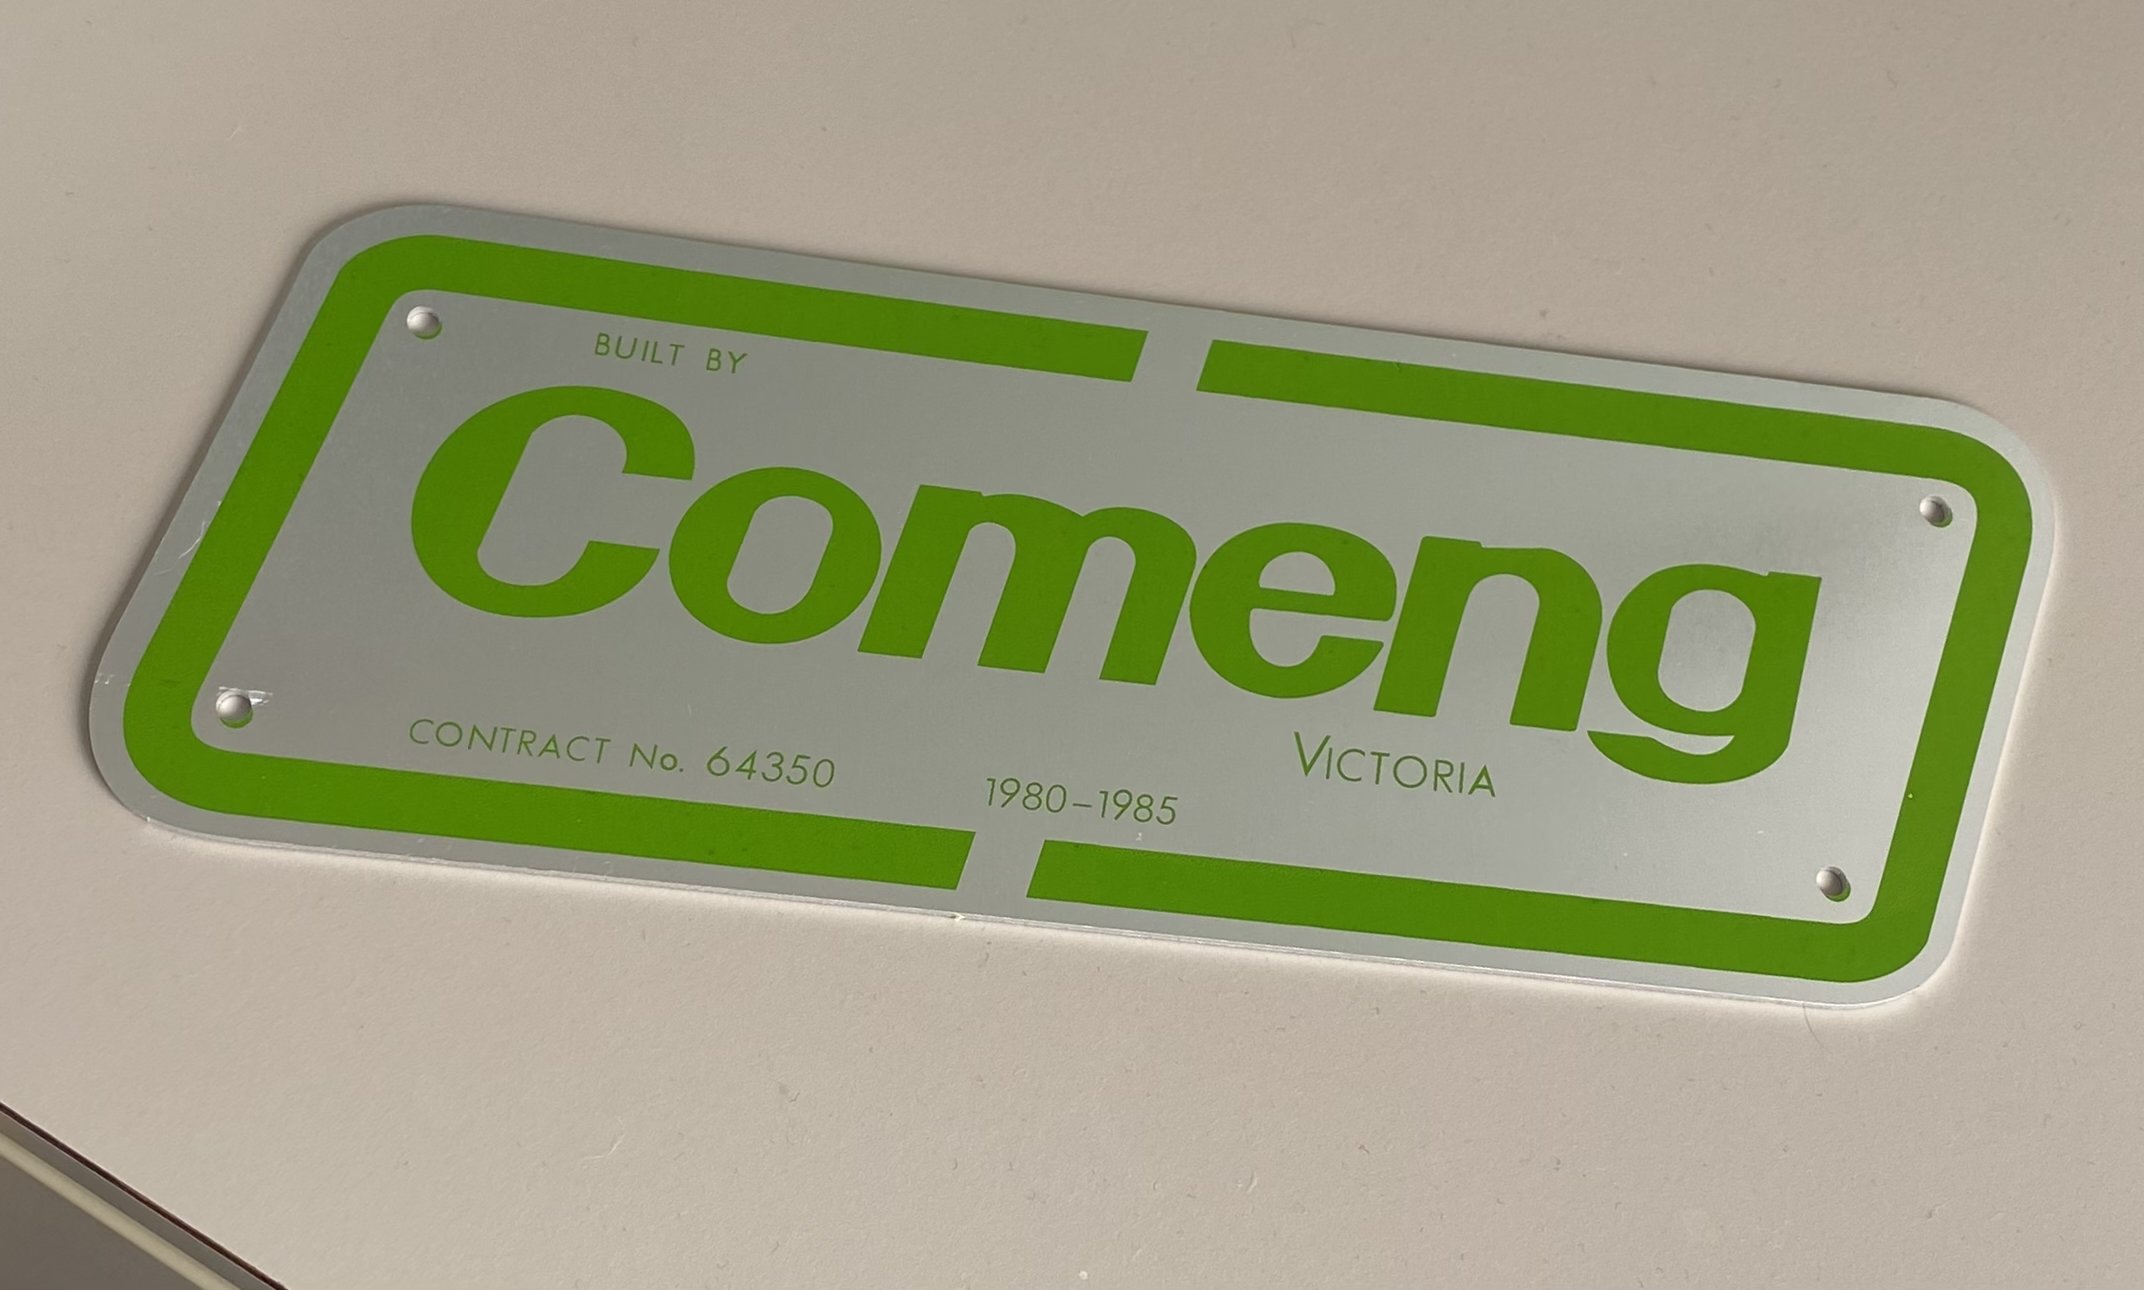 BUILT BY
Comeng
VICTORIA
CONTRACT No. 64350
1980-1985